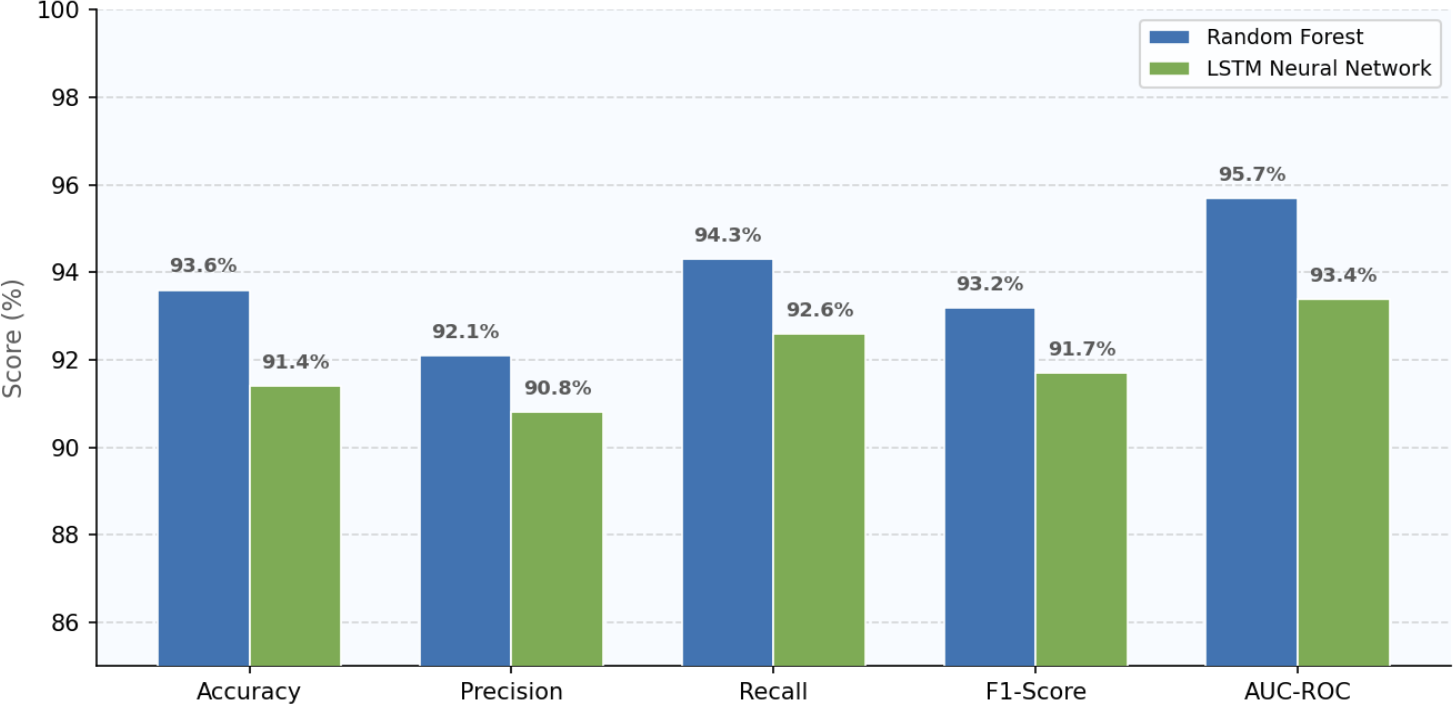 100
98
96
94
92
90
88
86
Score (%)
Random Forest
LSTM Neural Network
93.6%
91.4%
92.1%
90.8%
94.3%
92.6%
93.2%
91.7%
95.7%
93.4%
Accuracy
Precision
Recall
F1-Score
AUC-ROC